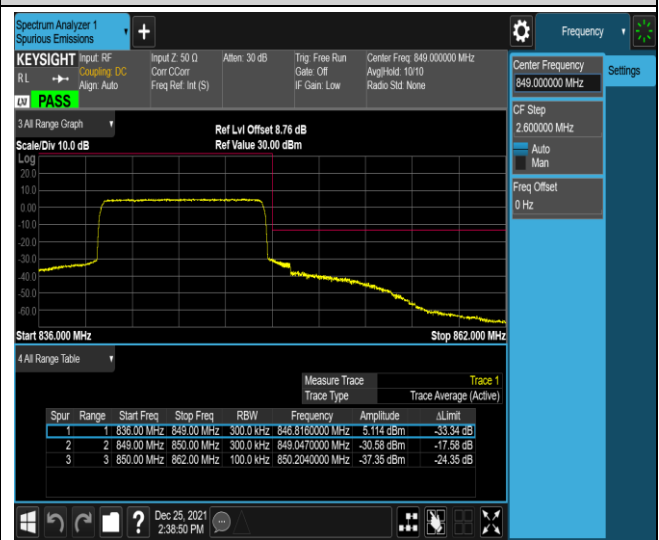 Spectrum Analyzer 1
Spurious Emissions
Frequency
KEYSIGHT
RL
Input: RF
Coupling: DC
Align: Auto
Input Z: 50 Ω
Corr CCorr
Freq Ref: Int (S)
Atten: 30 dB
Trig: Free Run
Gate: Off
IF Gain: Low
Center Freq: 849.000000 MHz
Avg|Hold: 10/10
Radio Std: None
LXI PASS
3 All Range Graph
Scale/Div 10.0 dB
Ref Lvl Offset 8.76 dB
Ref Value 30.00 dBm
Log
20.0
10.0
0.00
-10.0
-20.0
-30.0
-40.0
-50.0
-60.0
Start 836.000 MHz
Stop 862.000 MHz
4 All Range Table
Measure Trace Trace 1
Trace Type Trace Average (Active)
Spur Range Start Freq Stop Freq RBW Frequency Amplitude ΔLimit
1 1 836.00 MHz 849.00 MHz 300.0 kHz 846.8160000 MHz 5.114 dBm -33.34 dB
2 2 849.00 MHz 850.00 MHz 300.0 kHz 849.0470000 MHz -30.58 dBm -17.58 dB
3 3 850.00 MHz 862.00 MHz 100.0 kHz 850.2040000 MHz -37.35 dBm -24.35 dB
Dec 25, 2021
2:38:50 PM
Center Frequency
849.000000 MHz
Settings
CF Step
2.600000 MHz
Auto
Man
Freq Offset
0 Hz